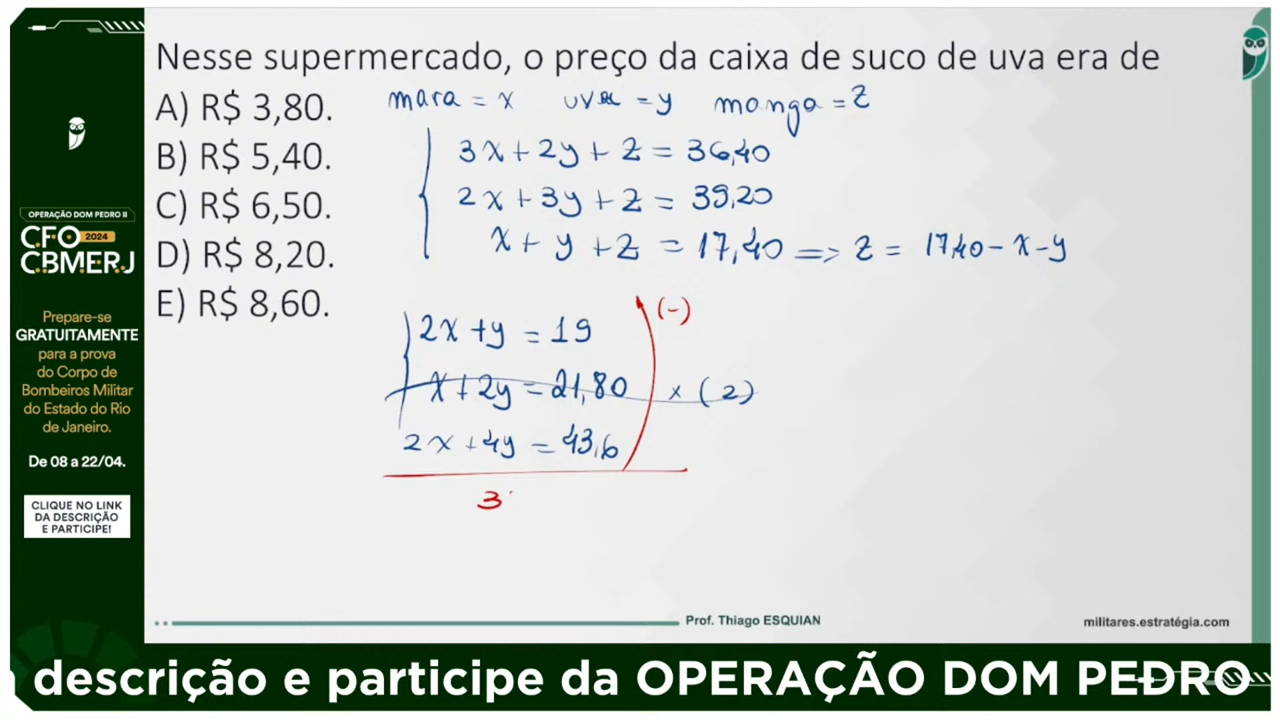 Nesse supermercado, o preço da caixa de suco de uva era de
A) R$ 3,80.
B) R$ 5,40.
C) R$ 6,50.
D) R$ 8,20.
E) R$ 8,60.
mara = x uva = y manga = z
3x + 2y + z = 36,40
2x + 3y + z = 39,20
x + y + z = 17,40 => z = 17,40 - x - y
2x + y = 19 (-)
x + 2y = 21,80 x (2)
2x + 4y = 43,6
3
OPERAÇÃO DOM PEDRO II
CFO 2024
CBMERJ
Prepare-se
GRATUITAMENTE
para a prova
do Corpo de
Bombeiros Militar
do Estado do Rio
de Janeiro.
De 08 a 22/04.
CLIQUE NO LINK
DA DESCRIÇÃO
E PARTICIPE!
Prof. Thiago ESQUIAN
militares.estratégia.com
descrição e participe da OPERAÇÃO DOM PEDRO